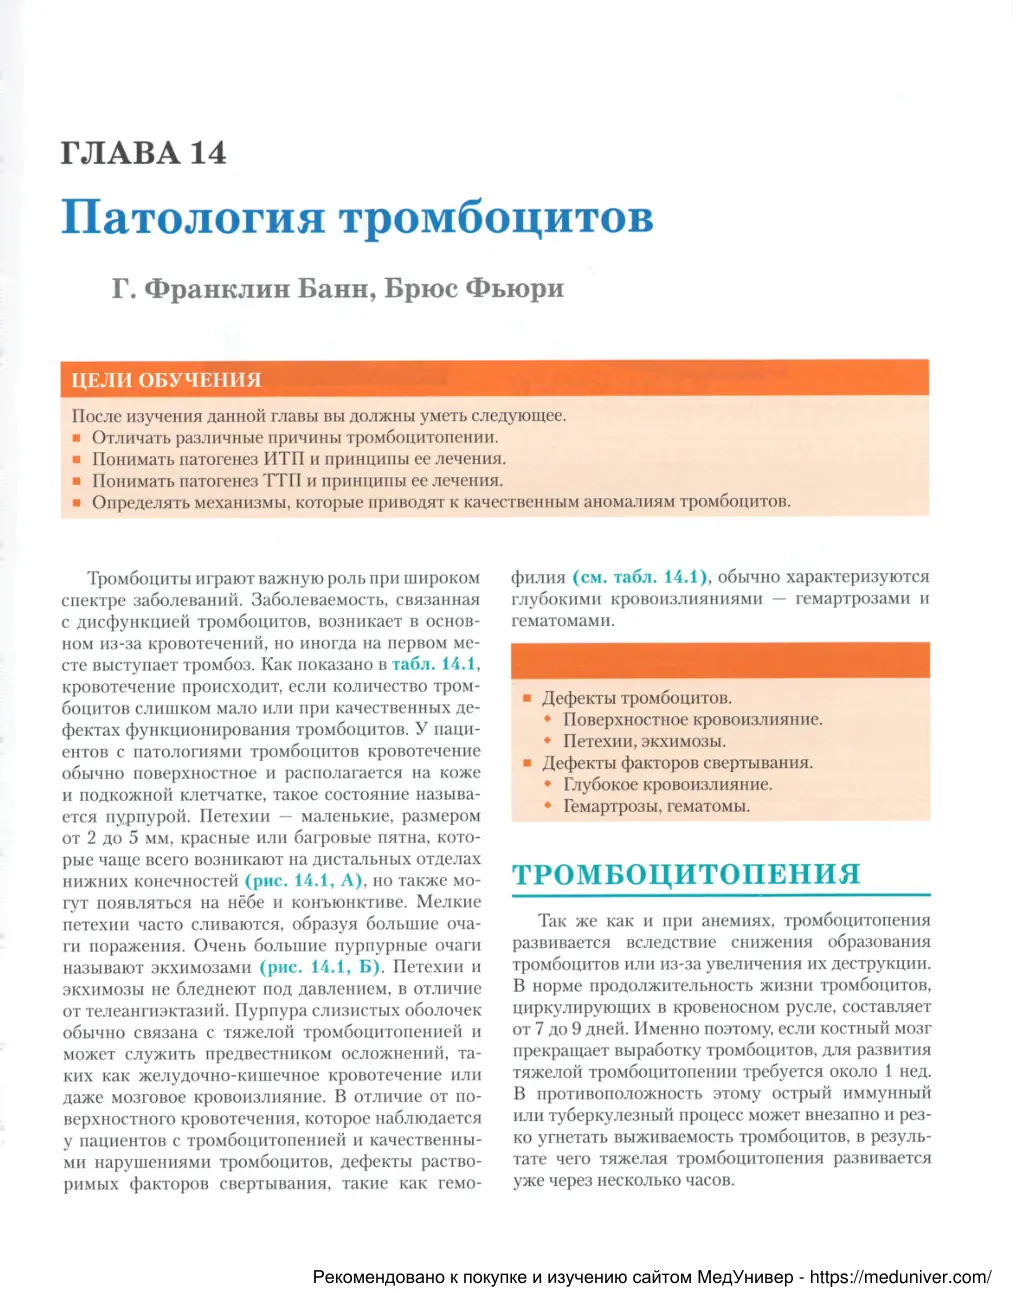 ГЛАВА 14
Патология тромбоцитов
Г. Франклин Банн, Брюс Фьюри
ЦЕЛИ ОБУЧЕНИЯ
После изучения данной главы вы должны уметь следующее.
▪ Отличать различные причины тромбоцитопении.
▪ Понимать патогенез ИТП и принципы ее лечения.
▪ Понимать патогенез ТТП и принципы ее лечения.
▪ Определять механизмы, которые приводят к качественным аномалиям тромбоцитов.
Тромбоциты играют важную роль при широком
спектре заболеваний. Заболеваемость, связанная
с дисфункцией тромбоцитов, возникает в основ-
ном из-за кровотечений, но иногда на первом ме-
сте выступает тромбоз. Как показано в табл. 14.1,
кровотечение происходит, если количество тром-
боцитов слишком мало или при качественных де-
фектах функционирования тромбоцитов. У паци-
ентов с патологиями тромбоцитов кровотечение
обычно поверхностное и располагается на коже
и подкожной клетчатке, такое состояние называ-
ется пурпурой. Петехии — маленькие, размером
от 2 до 5 мм, красные или багровые пятна, кото-
рые чаще всего возникают на дистальных отделах
нижних конечностей (рис. 14.1, А), но также мо-
гут появляться на нёбе и конъюнктиве. Мелкие
петехии часто сливаются, образуя большие оча-
ги поражения. Очень большие пурпурные очаги
называют экхимозами (рис. 14.1, Б). Петехии и
экхимозы не бледнеют под давлением, в отличие
от телеангиэктазий. Пурпура слизистых оболочек
обычно связана с тяжелой тромбоцитопенией и
может служить предвестником осложнений, та-
ких как желудочно-кишечное кровотечение или
даже мозговое кровоизлияние. В отличие от по-
верхностного кровотечения, которое наблюдается
у пациентов с тромбоцитопенией и качественны-
ми нарушениями тромбоцитов, дефекты раство-
римых факторов свертывания, такие как гемо-
филия (см. табл. 14.1), обычно характеризуются
глубокими кровоизлияниями — гемартрозами и
гематомами.
▪ Дефекты тромбоцитов.
◆ Поверхностное кровоизлияние.
◆ Петехии, экхимозы.
▪ Дефекты факторов свертывания.
◆ Глубокое кровоизлияние.
◆ Гемартрозы, гематомы.
ТРОМБОЦИТОПЕНИЯ
Так же как и при анемиях, тромбоцитопения
развивается вследствие снижения образования
тромбоцитов или из-за увеличения их деструкции.
В норме продолжительность жизни тромбоцитов,
циркулирующих в кровеносном русле, составляет
от 7 до 9 дней. Именно поэтому, если костный мозг
прекращает выработку тромбоцитов, для развития
тяжелой тромбоцитопении требуется около 1 нед.
В противоположность этому острый иммунный
или туберкулезный процесс может внезапно и рез-
ко угнетать выживаемость тромбоцитов, в резуль-
тате чего тяжелая тромбоцитопения развивается
уже через несколько часов.
Рекомендовано к покупке и изучению сайтом МедУнивер - https://meduniver.com/